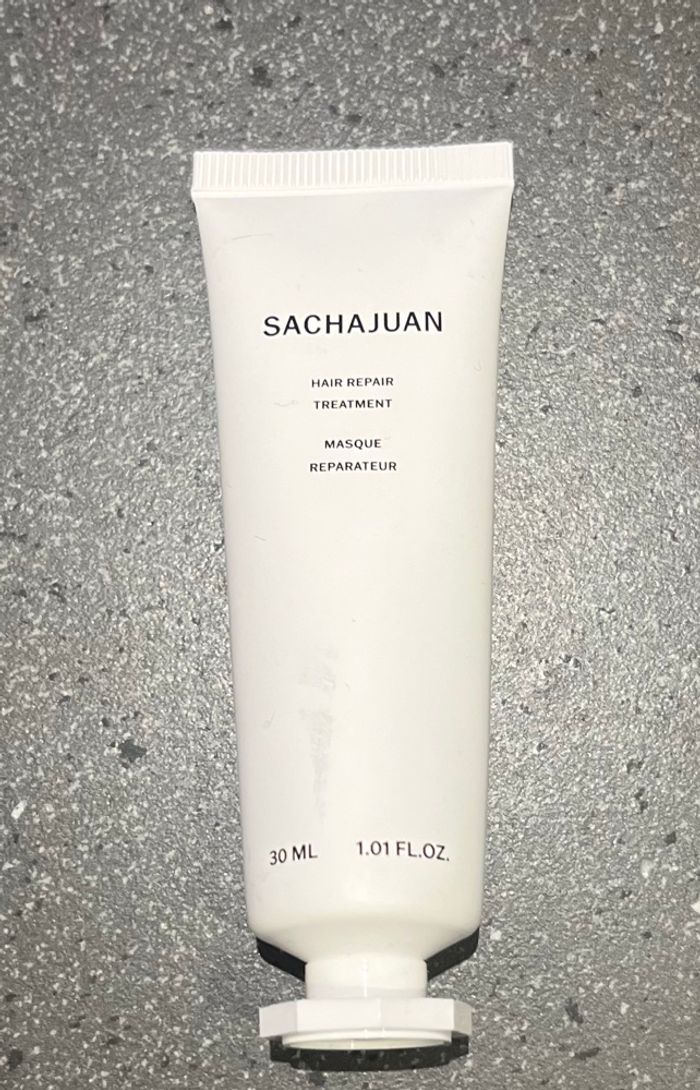 SACHAJUAN
HAIR REPAIR
TREATMENT
MASQUE
REPARATEUR
30 ML 1.01 FL.OZ.